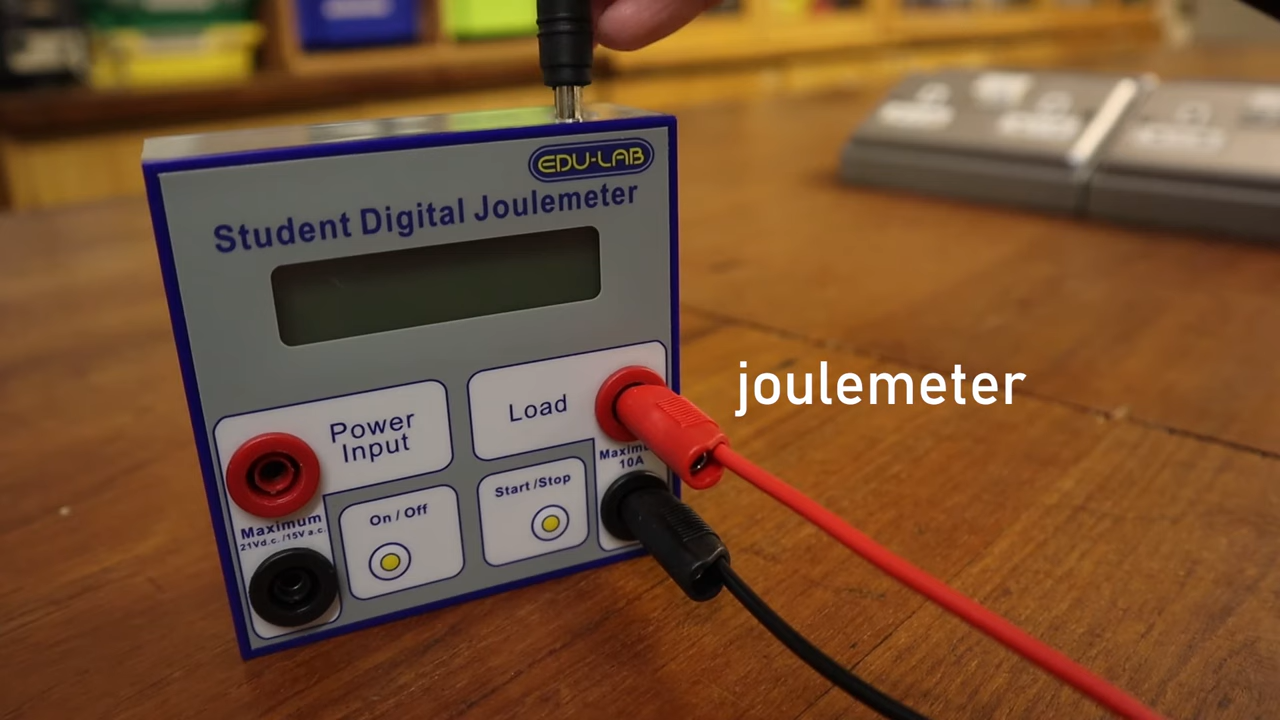 EDU-LAB
Student Digital Joulemeter
Power
Input
Load
joulemeter
Maximum
21Vd.c./15V a.c.
On / Off
Start /Stop
10A